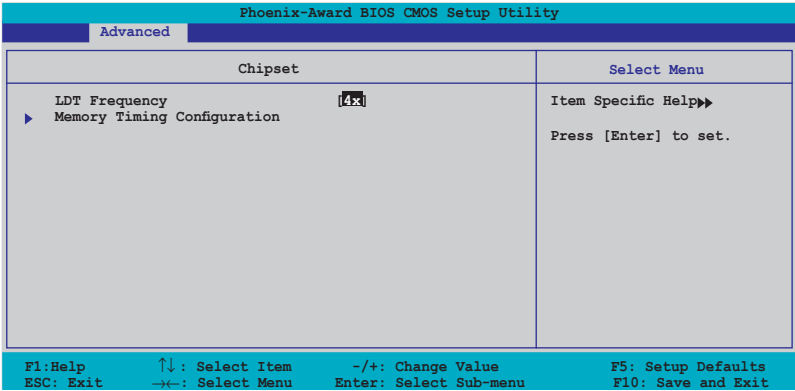 Phoenix-Award BIOS CMOS Setup Utility
Advanced
Chipset
Select Menu
LDT Frequency [4x]
Memory Timing Configuration
Item Specific Help
Press [Enter] to set.
F1:Help ↑↓: Select Item -/+: Change Value F5: Setup Defaults
ESC: Exit →←: Select Menu Enter: Select Sub-menu F10: Save and Exit